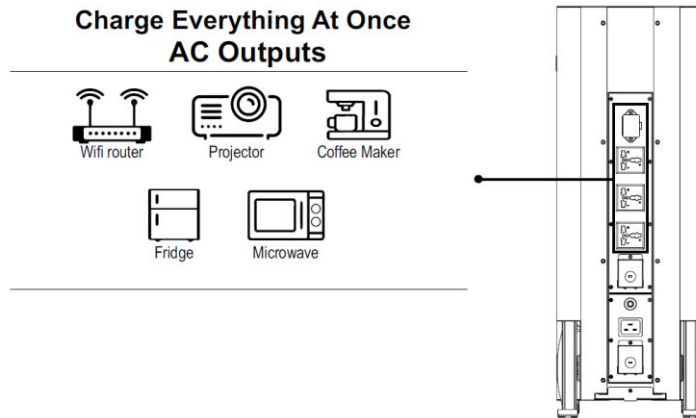 Charge Everything At Once
AC Outputs
Wifi router
Projector
Coffee Maker
Fridge
Microwave